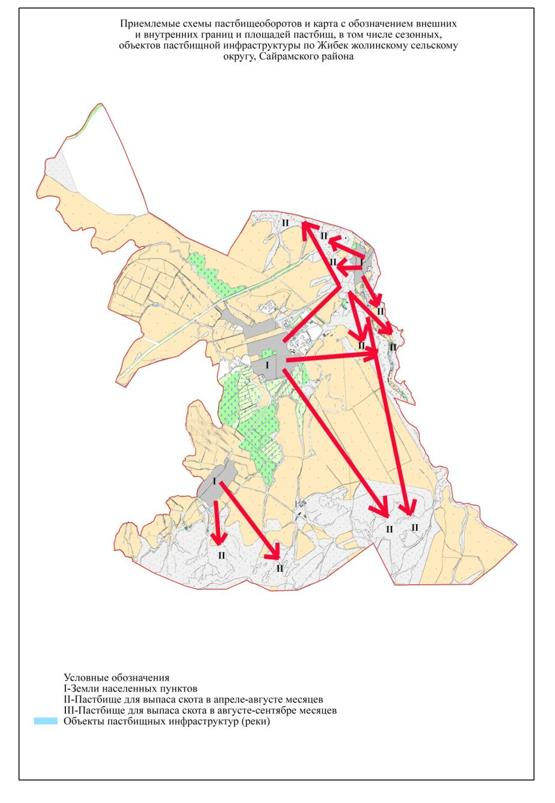 Приемлемые схемы пастбищеоборотов и карта с обозначением внешних
и внутренних границ и площадей пастбищ, в том числе сезонных,
объектов пастбищной инфраструктуры по Жибек жолинскому сельскому
округу, Сайрамского района
II
II
II
I
II
II
II
I
I
II
II
II
II
Условные обозначения
I-Земли населенных пунктов
II-Пастбище для выпаса скота в апреле-августе месяцев
III-Пастбище для выпаса скота в августе-сентябре месяцев
Объекты пастбищных инфраструктур (реки)